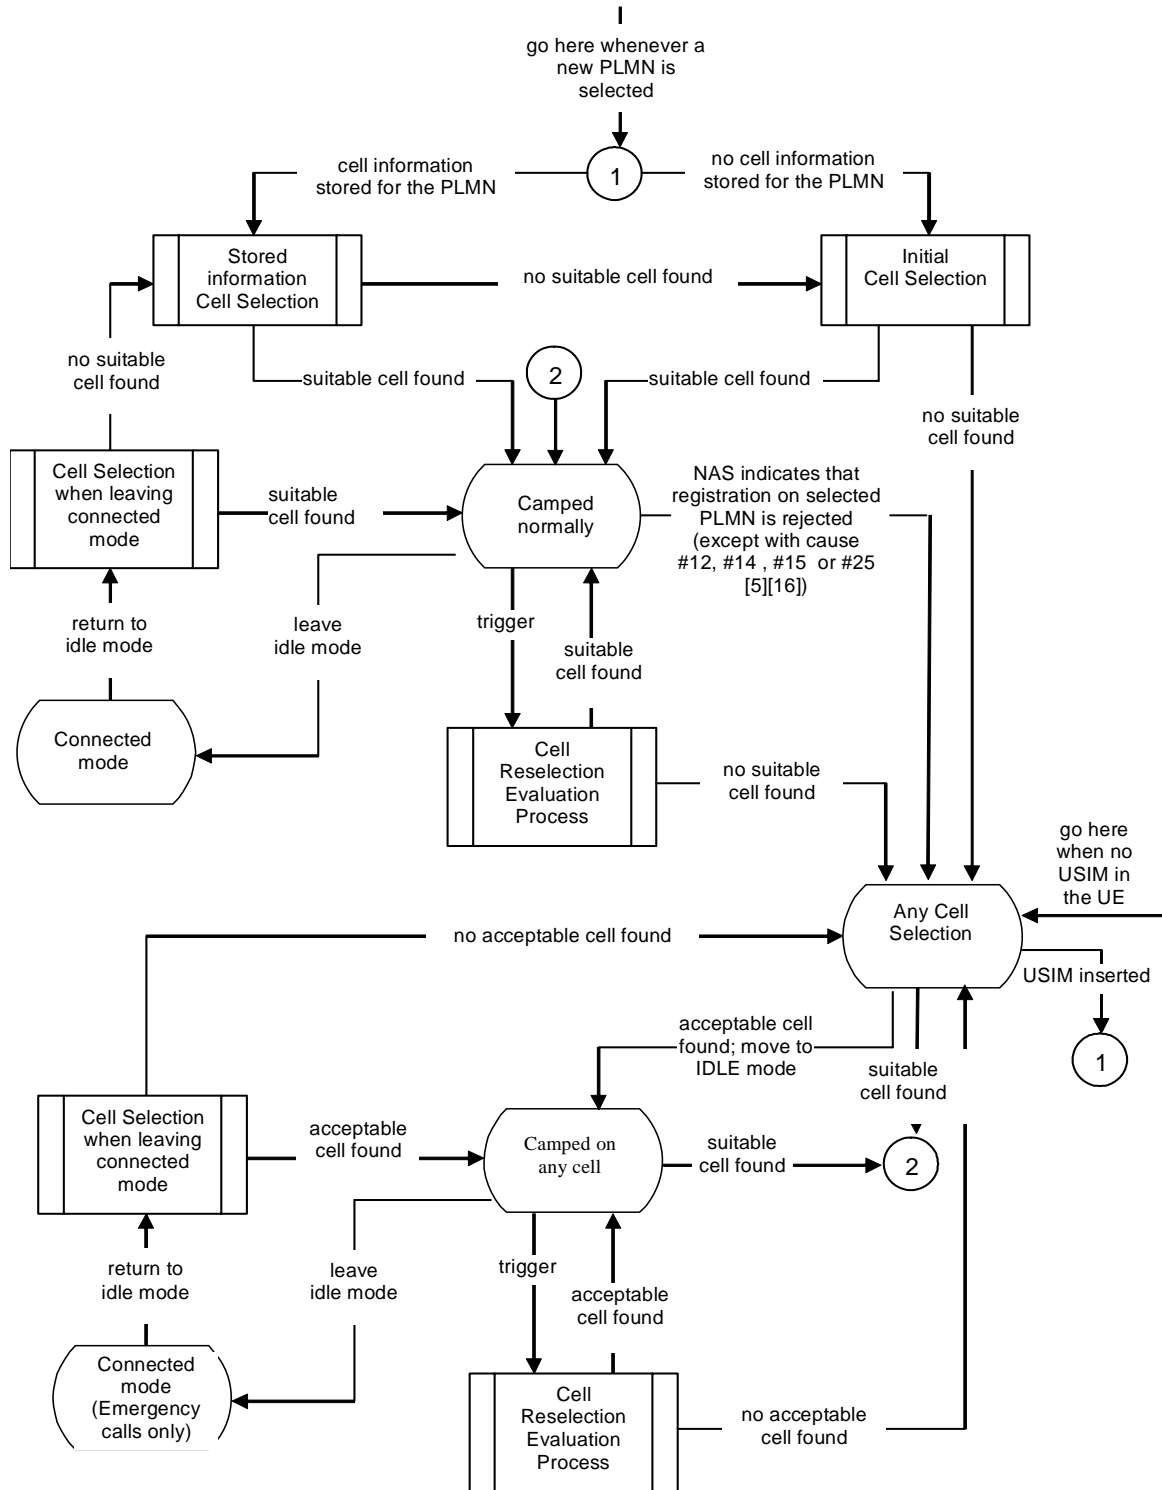 go here whenever a
new PLMN is
selected
cell information
stored for the PLMN
1
no cell information
stored for the PLMN
Stored
information
Cell Selection
no suitable cell found
Initial
Cell Selection
no suitable
cell found
suitable cell found
2
suitable cell found
no suitable
cell found
Cell Selection
when leaving
connected
mode
suitable
cell found
Camped
normally
NAS indicates that
registration on selected
PLMN is rejected
(except with cause
#12, #14 , #15 or #25
[5][16])
return to
idle mode
leave
idle mode
trigger
suitable
cell found
Connected
mode
Cell
Reselection
Evaluation
Process
no suitable
cell found
go here
when no
USIM in
the UE
Any Cell
Selection
no acceptable cell found
USIM inserted
1
acceptable cell
found; move to
IDLE mode
suitable
cell found
Cell Selection
when leaving
connected
mode
acceptable
cell found
Camped on
any cell
suitable
cell found
2
return to
idle mode
leave
idle mode
trigger
acceptable
cell found
Connected
mode
(Emergency
calls only)
Cell
Reselection
Evaluation
Process
no acceptable
cell found